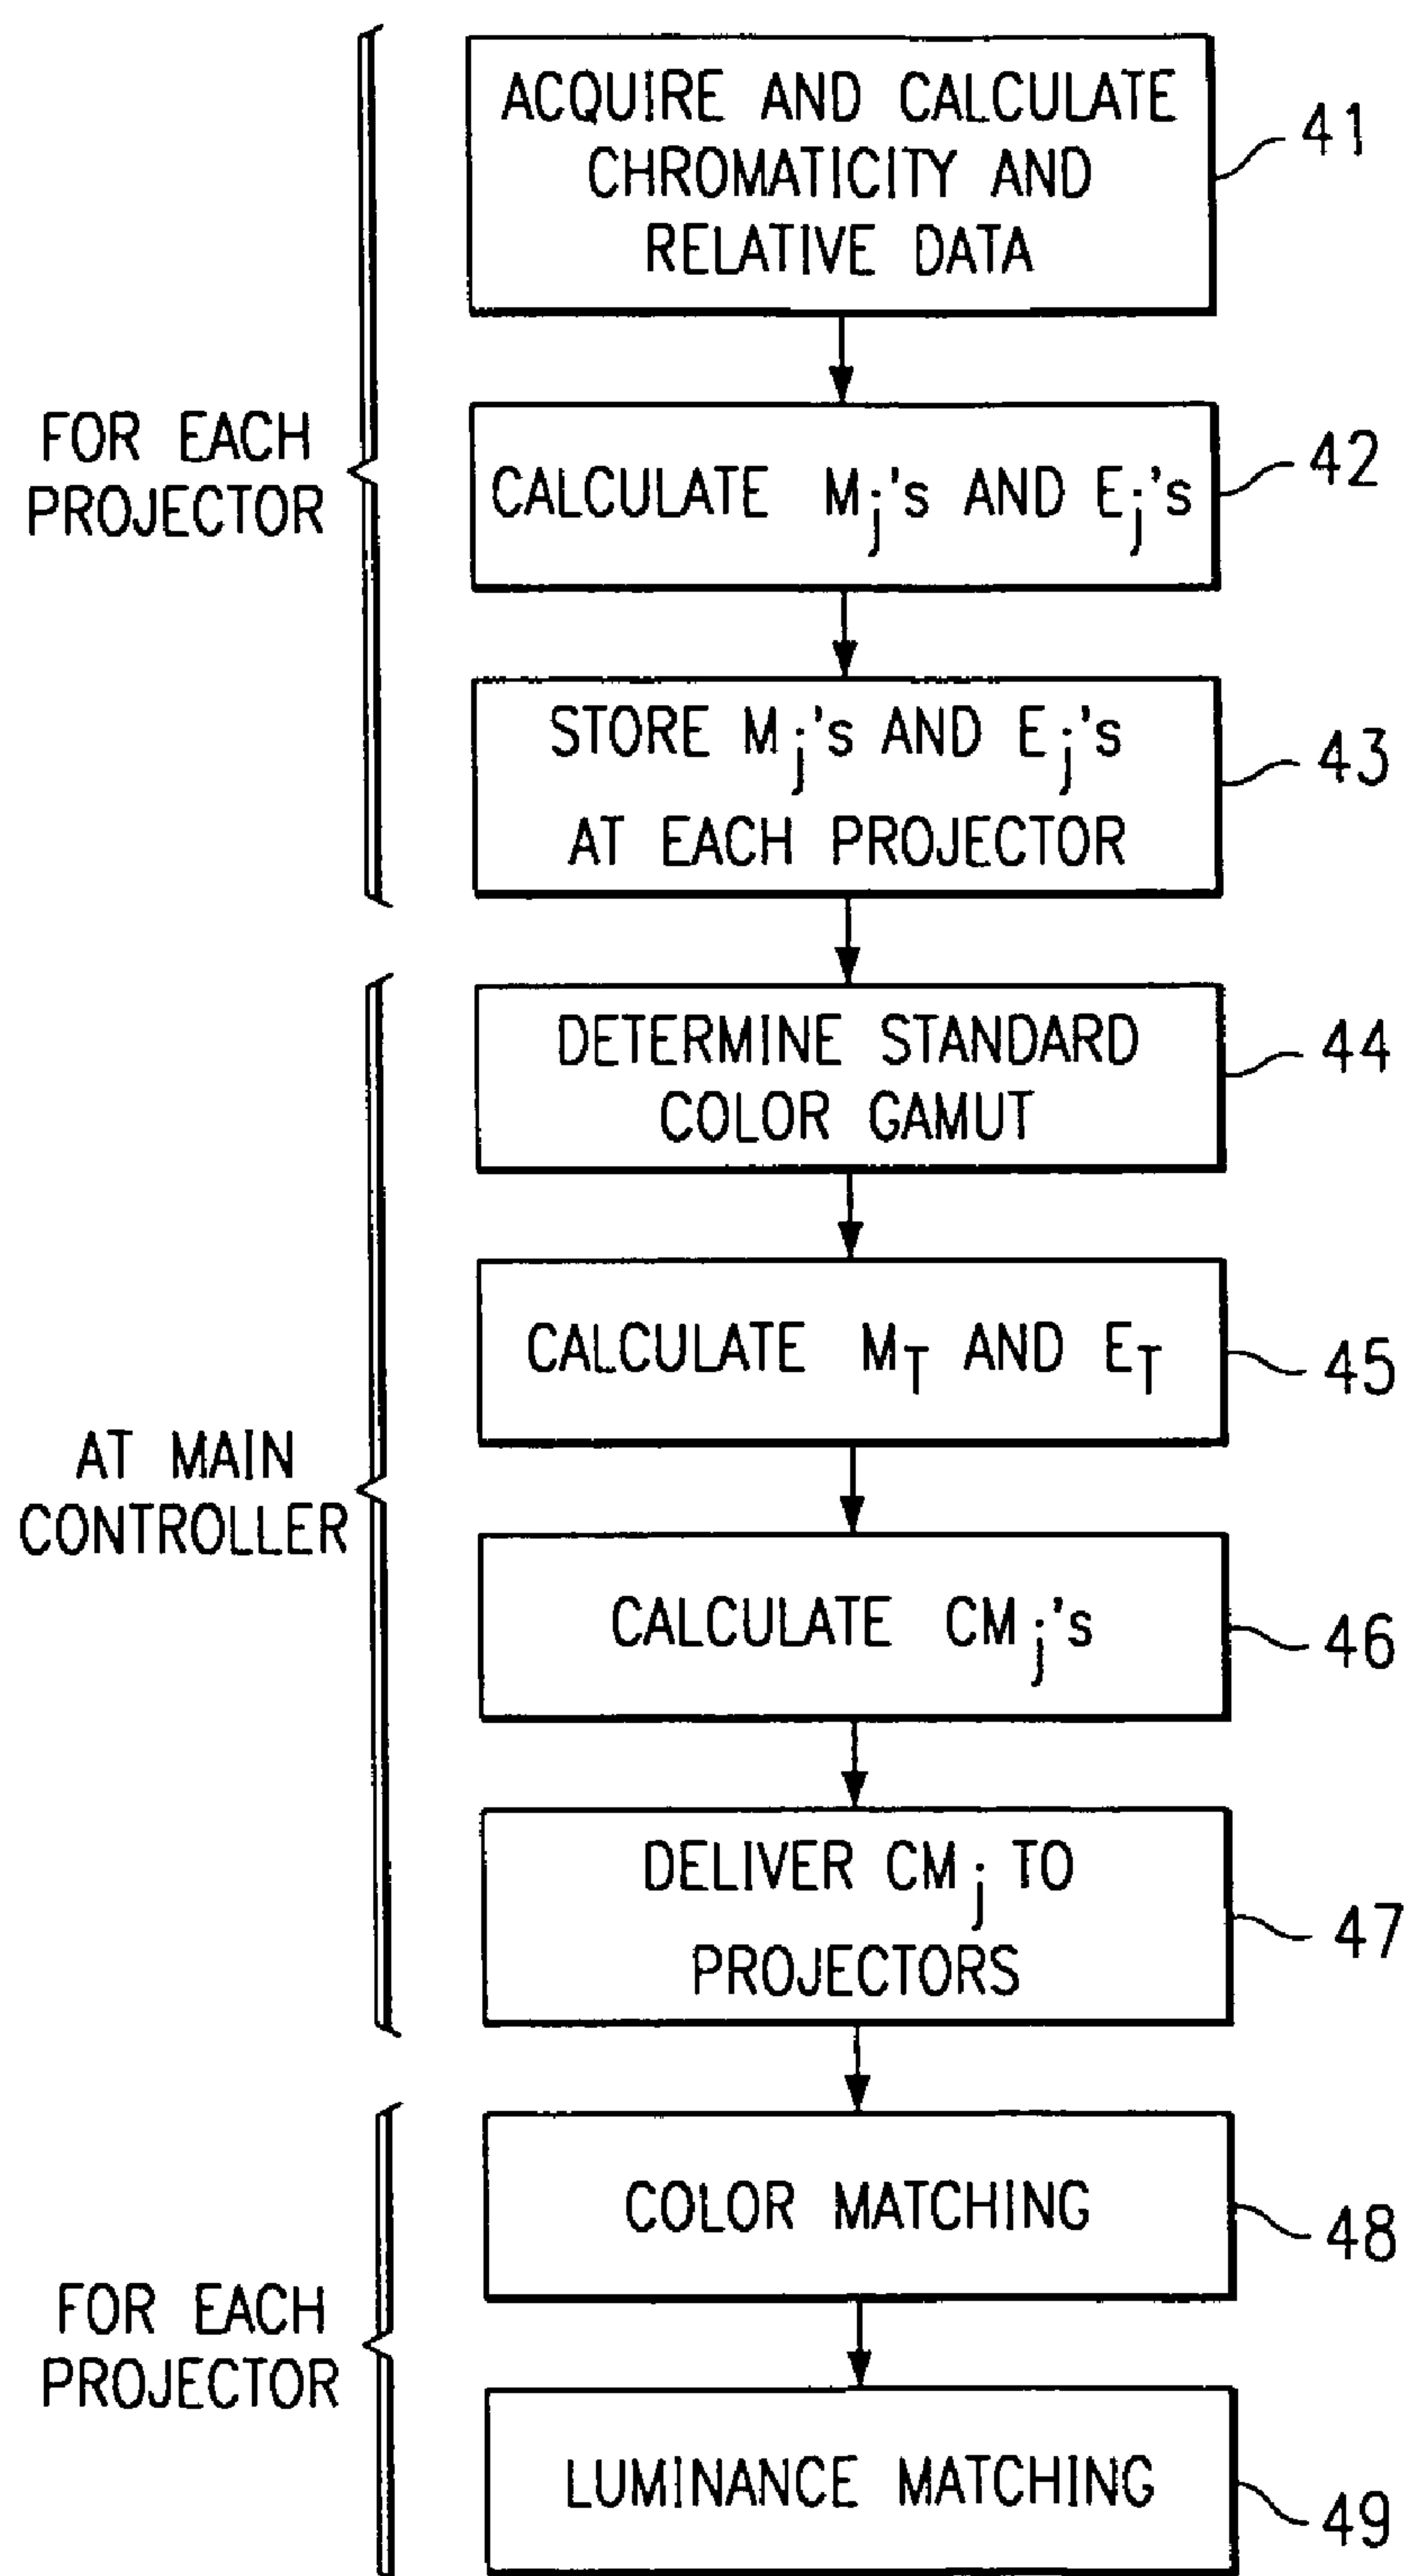 ACQUIRE AND CALCULATE
CHROMATICITY AND
RELATIVE DATA
41
FOR EACH
PROJECTOR
CALCULATE Mj's AND Ej's
42
STORE Mj's AND Ej's
AT EACH PROJECTOR
43
DETERMINE STANDARD
COLOR GAMUT
44
CALCULATE MT AND ET
45
AT MAIN
CONTROLLER
CALCULATE CMj's
46
DELIVER CMj TO
PROJECTORS
47
COLOR MATCHING
48
FOR EACH
PROJECTOR
LUMINANCE MATCHING
49